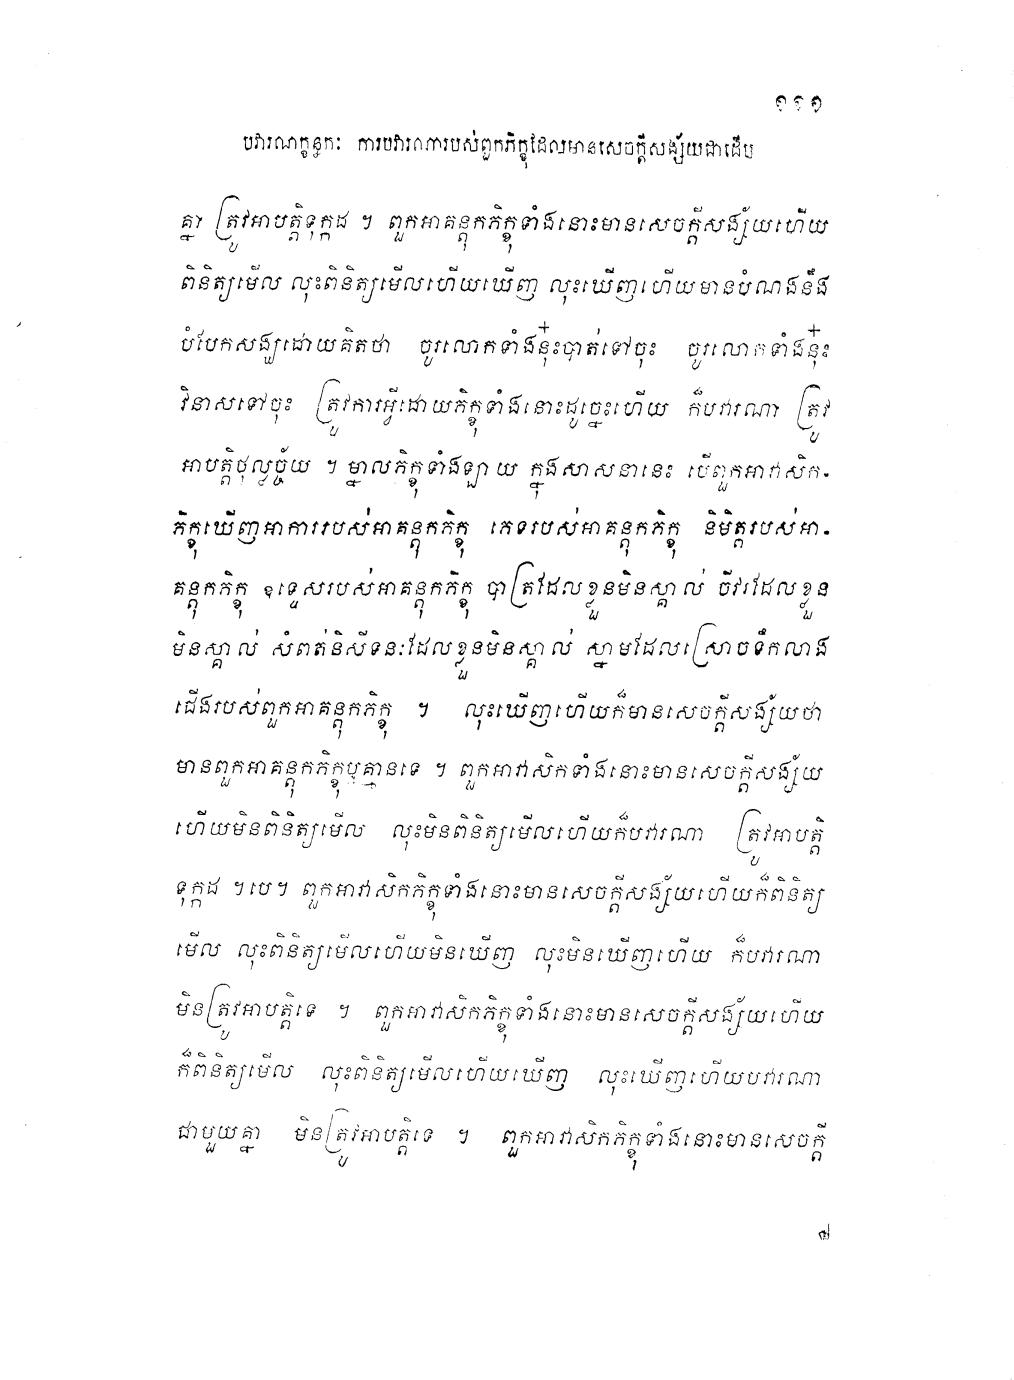 ១១១
បវារណក្ខន្ធកៈ ការបវារណារបស់ពួកភិក្ខុដែលមានសេចក្តីសង្ស័យជាដើម
គ្នា ត្រូវអាបត្តិទុក្កដ ។ ពួកអាគន្តុកភិក្ខុទាំងនោះមានសេចក្តីសង្ស័យហើយ
ពិនិត្យមើល លុះពិនិត្យមើលហើយឃើញ លុះឃើញហើយមានបំណងនឹង
បំបែកសង្ឃដោយគិតថា ចូរលោកទាំងនុ៎ះបាត់ទៅចុះ ចូរលោកទាំងនុ៎ះ
វិនាសទៅចុះ ត្រូវការអ្វីដោយភិក្ខុទាំងនោះដូច្នេះហើយ ក៏បវារណា ត្រូវ
អាបត្តិថុល្លច្ច័យ ។ ម្នាលភិក្ខុទាំងឡាយ ក្នុងសាសនានេះ បើពួកអាវាសិក-
ភិក្ខុឃើញអាការរបស់អាគន្តុកភិក្ខុ ភេទរបស់អាគន្តុកភិក្ខុ និមិត្តរបស់អា-
គន្តុកភិក្ខុ ឧទ្ទេសរបស់អាគន្តុកភិក្ខុ បាត្រដែលខ្លួនមិនស្គាល់ ចីវរដែលខ្លួន
មិនស្គាល់ សំពត់និសីទនៈដែលខ្លួនមិនស្គាល់ ស្នាមដែលស្រោចទឹកលាង
ជើងរបស់ពួកអាគន្តុកភិក្ខុ ។ លុះឃើញហើយក៏មានសេចក្តីសង្ស័យថា
មានពួកអាគន្តុកភិក្ខុឬគ្មានទេ ។ ពួកអាវាសិកទាំងនោះមានសេចក្តីសង្ស័យ
ហើយមិនពិនិត្យមើល លុះមិនពិនិត្យមើលហើយក៏បវារណា ត្រូវអាបត្តិ
ទុក្កដ ។បេ។ ពួកអាវាសិកភិក្ខុទាំងនោះមានសេចក្តីសង្ស័យហើយក៏ពិនិត្យ
មើល លុះពិនិត្យមើលហើយមិនឃើញ លុះមិនឃើញហើយ ក៏បវារណា
មិនត្រូវអាបត្តិទេ ។ ពួកអាវាសិកភិក្ខុទាំងនោះមានសេចក្តីសង្ស័យហើយ
ក៏ពិនិត្យមើល លុះពិនិត្យមើលហើយឃើញ លុះឃើញហើយបវារណា
ជាមួយគ្នា មិនត្រូវអាបត្តិទេ ។ ពួកអាវាសិកភិក្ខុទាំងនោះមានសេចក្តី
៧